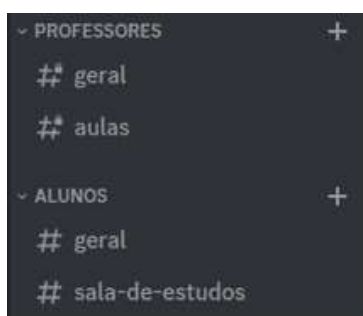 PROFESSORES
geral
aulas
ALUNOS
geral
sala-de-estudos